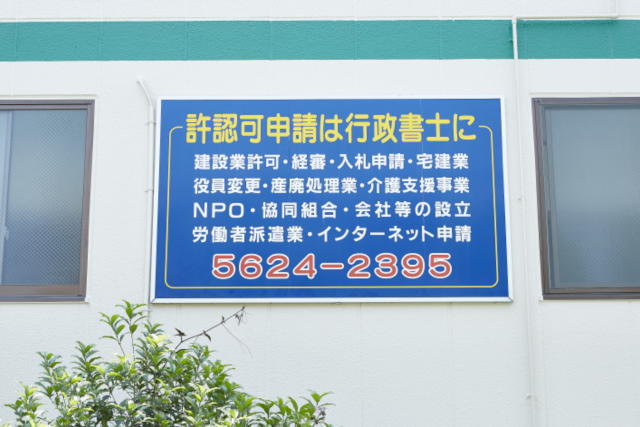 許認可申請は行政書士に
建設業許可・経審・入札申請・宅建業
役員変更・産廃処理業・介護支援事業
NPO・協同組合・会社等の設立
労働者派遣業・インターネット申請
5624-2395